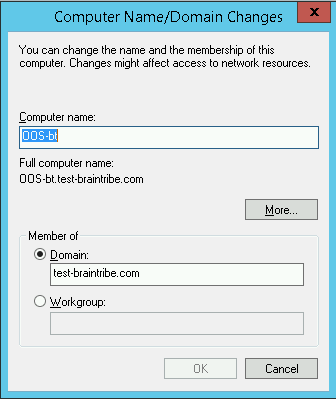 Computer Name/Domain Changes
x
You can change the name and the membership of this
computer. Changes might affect access to network resources.
Computer name:
OOS-bt
Full computer name:
OOS-bt.test-braintribe.com
More...
Member of
Domain:
test-braintribe.com
Workgroup:
OK
Cancel